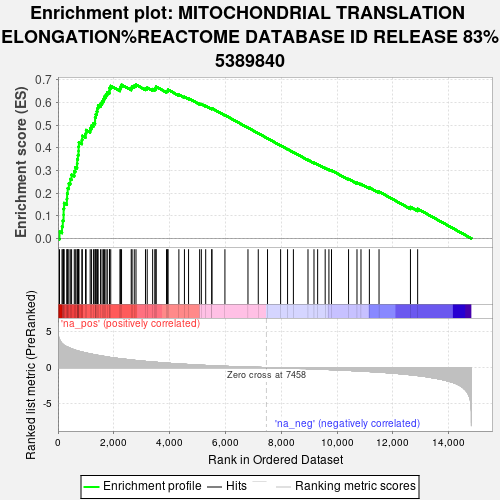 Enrichment plot: MITOCHONDRIAL TRANSLATION
ELONGATION%REACTOME DATABASE ID RELEASE 83%
5389840
Enrichment score (ES)
0.7
0.6
0.5
0.4
0.3
0.2
0.1
0.0
'na_pos' (positively correlated)
Ranked list metric (PreRanked)
5
0
-5
Zero cross at 7458
'na_neg' (negatively correlated)
0
2,000
4,000
6,000
8,000
10,000
12,000
14,000
Rank in Ordered Dataset
Enrichment profile
Hits
Ranking metric scores